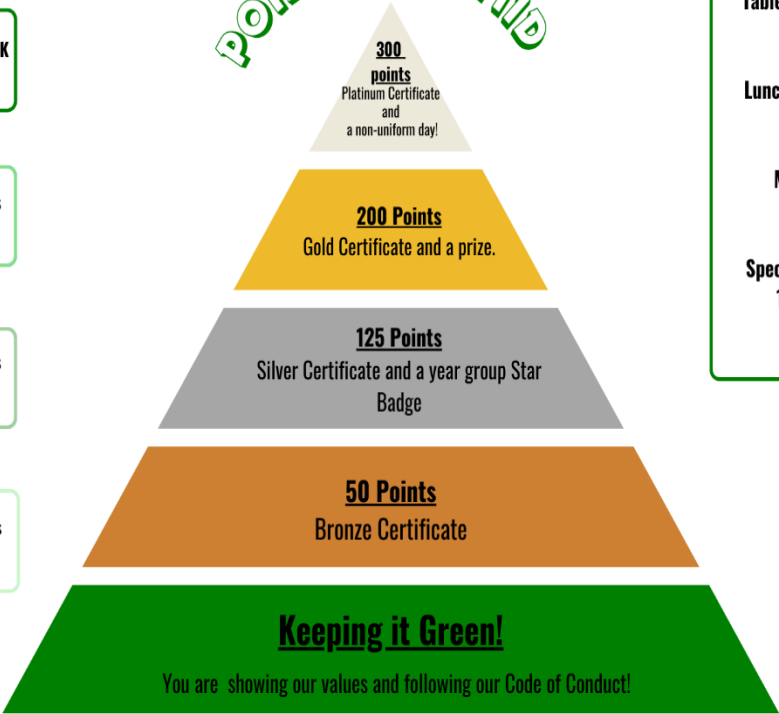 300
points
Platinum Certificate
and
a non-uniform day!
200 Points
Gold Certificate and a prize.
125 Points
Silver Certificate and a year group Star
Badge
50 Points
Bronze Certificate
Keeping it Green!
You are  showing our values and following our Code of Conduct!